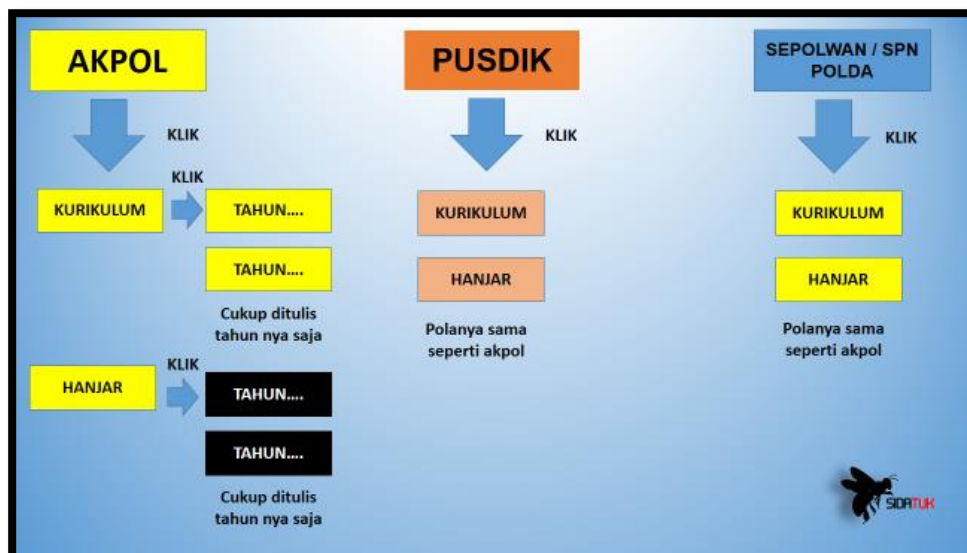 AKPOL
KLIK
KURIKULUM
KLIK
TAHUN....
TAHUN....
Cukup ditulis
tahun nya saja
HANJAR
KLIK
TAHUN....
TAHUN....
Cukup ditulis
tahun nya saja
PUSDIK
KLIK
KURIKULUM
HANJAR
Polanya sama
seperti akpol
SEPOLWAN / SPN
POLDA
KLIK
KURIKULUM
HANJAR
Polanya sama
seperti akpol
SIDATUK